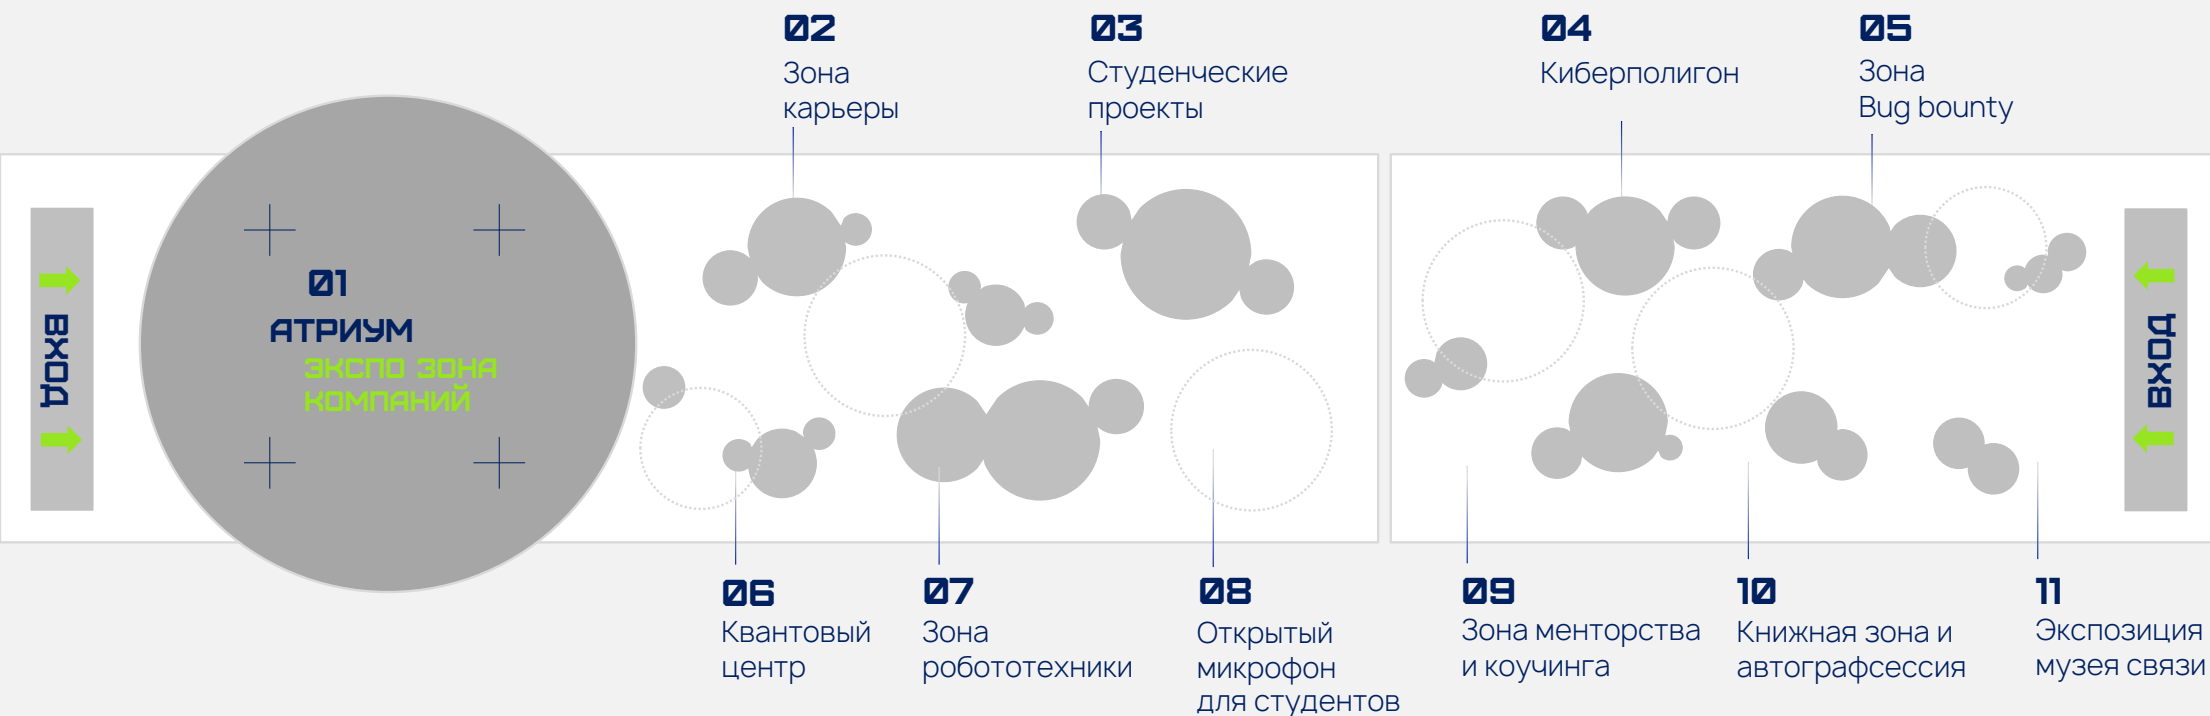 02
Зона
карьеры
03
Студенческие
проекты
04
Киберполигон
05
Зона
Bug bounty
ВХОД
01
АТРИУМ
ЭКСПО ЗОНА
КОМПАНИЙ
ВХОД
06
Квантовый
центр
07
Зона
робототехники
08
Открытый
микрофон
для студентов
09
Зона менторства
и коучинга
10
Книжная зона и
автографсессия
11
Экспозиция
музея связи